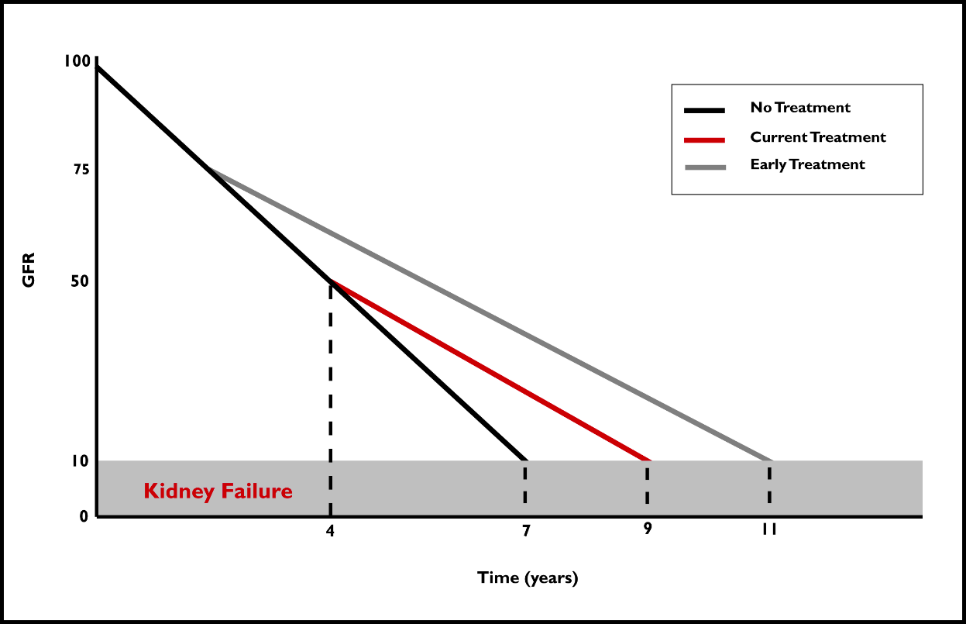 100
75
50
10
0
GFR
No Treatment
Current Treatment
Early Treatment
Kidney Failure
4
7
9
11
Time (years)